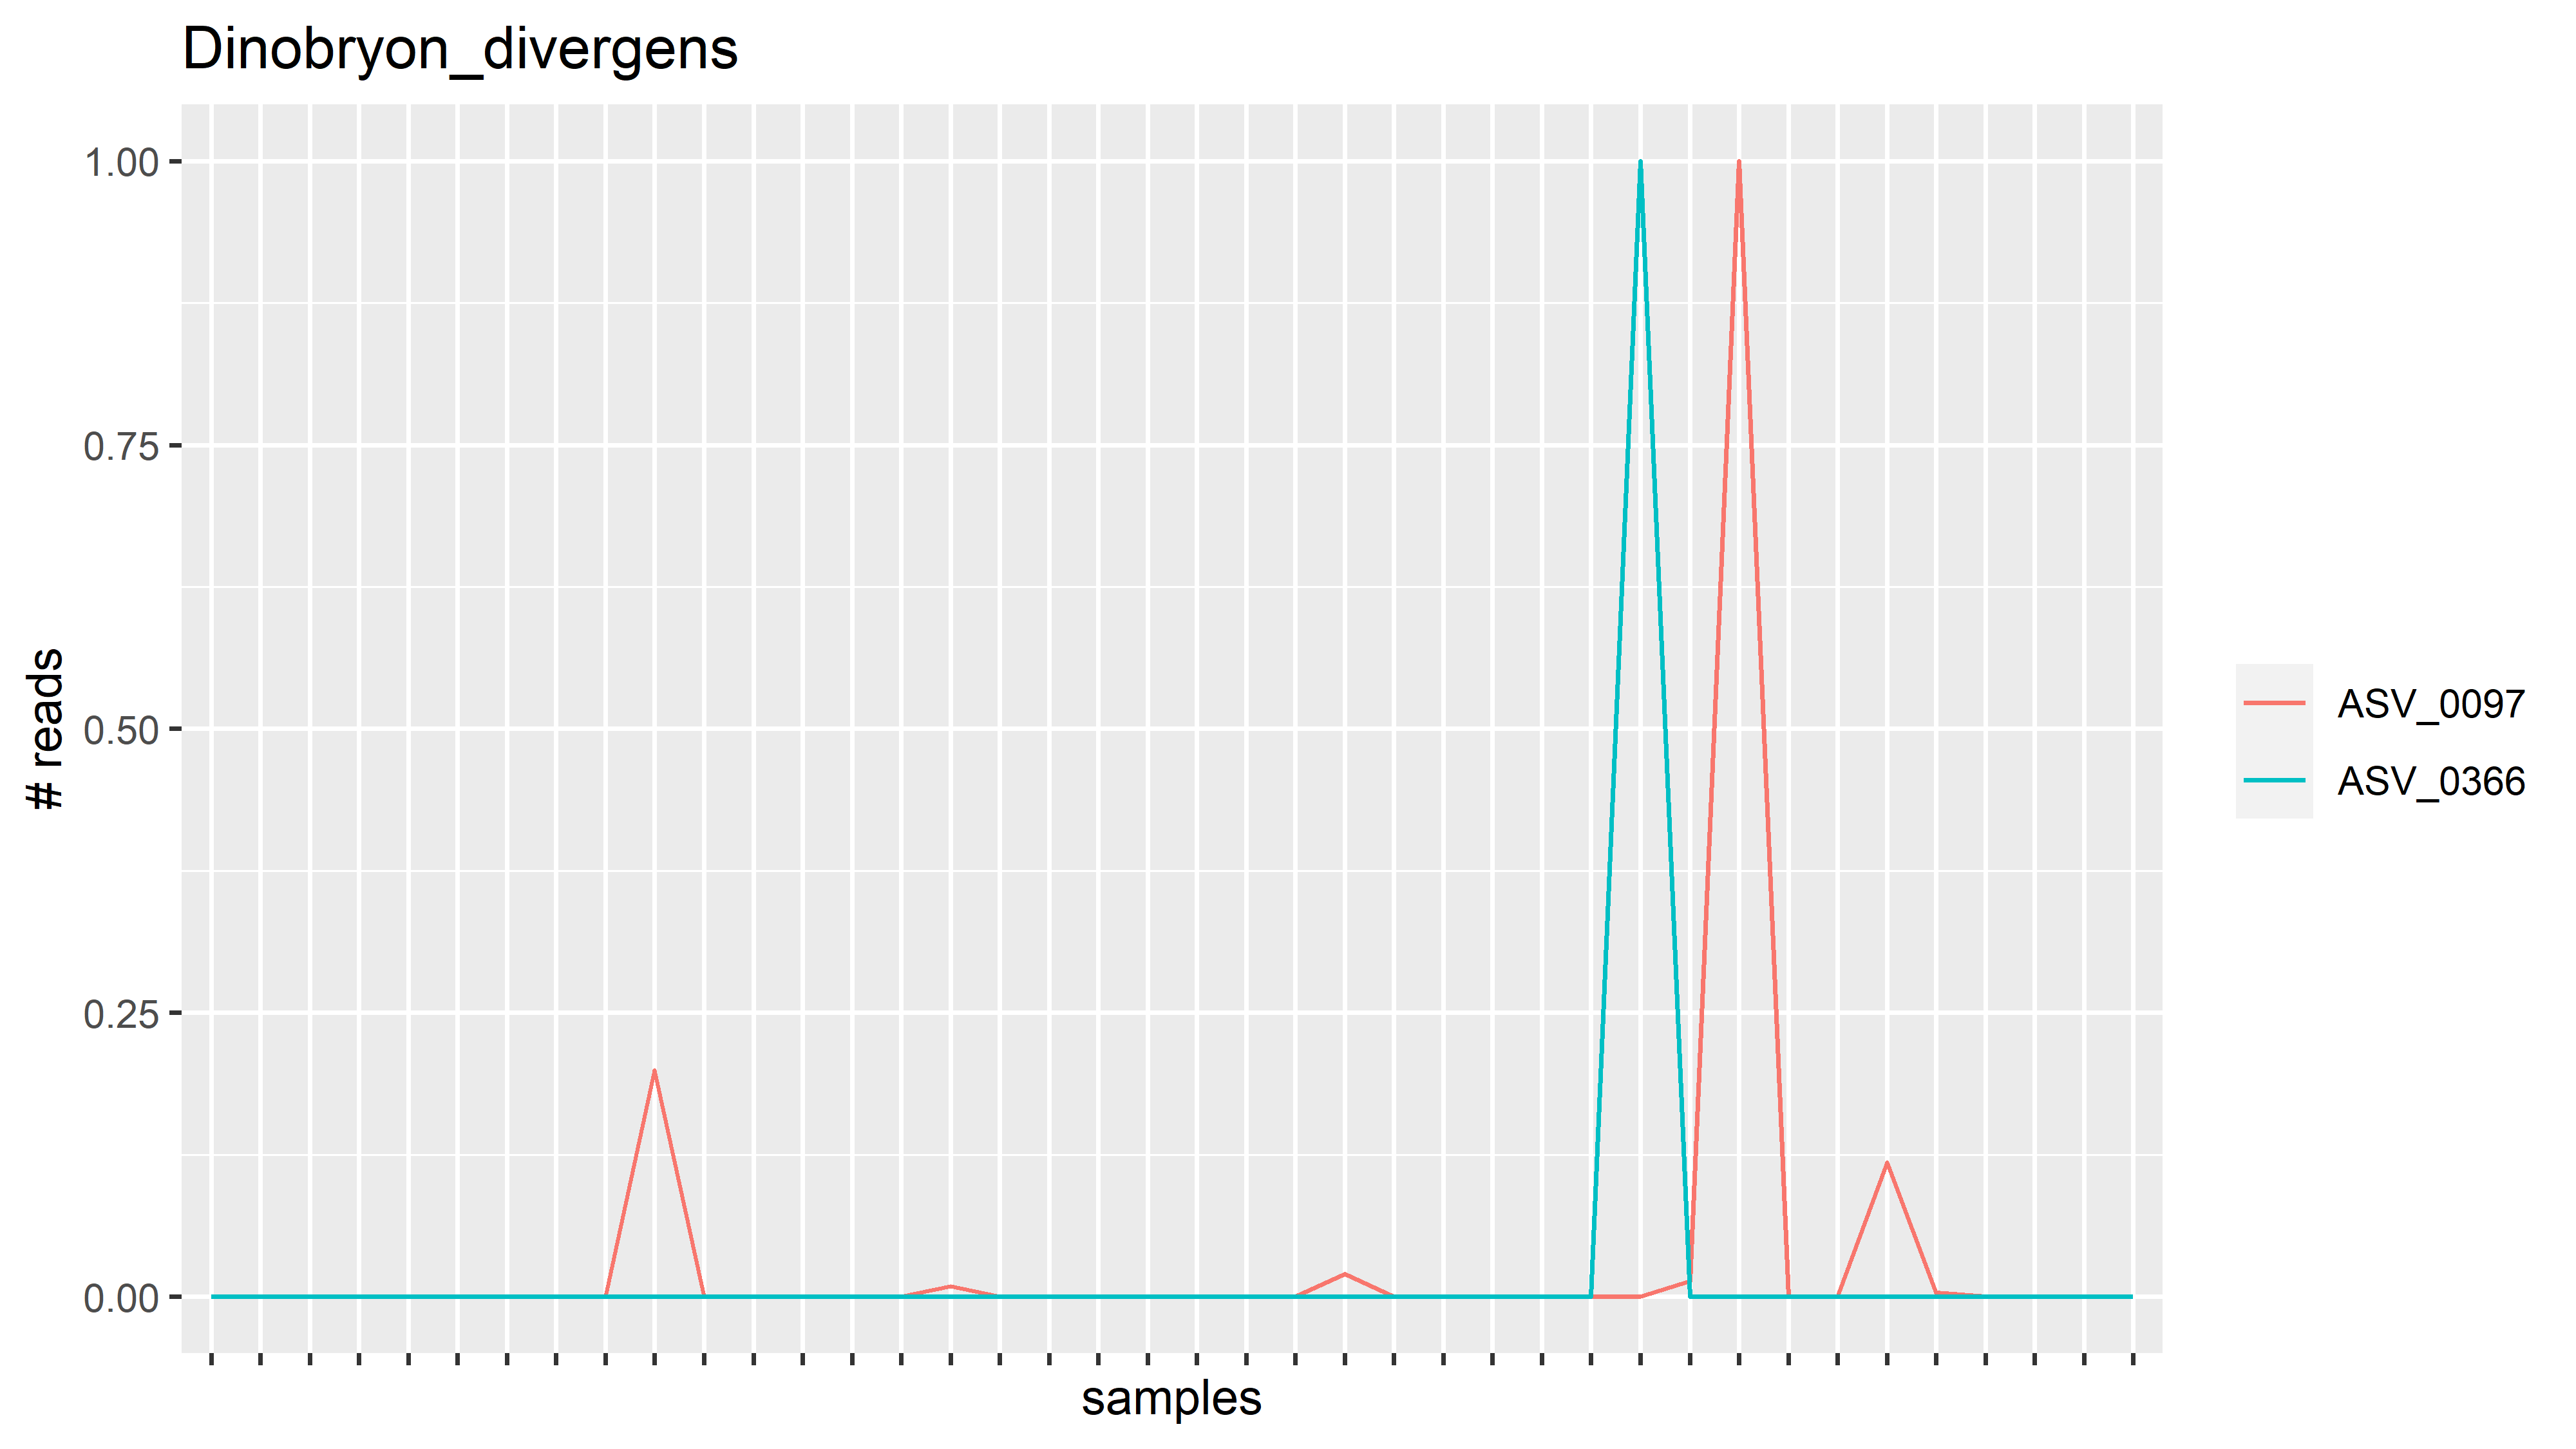 Dinobryon_divergens
1.00
0.75
0.50
0.25
0.00
# reads
samples
ASV_0097
ASV_0366